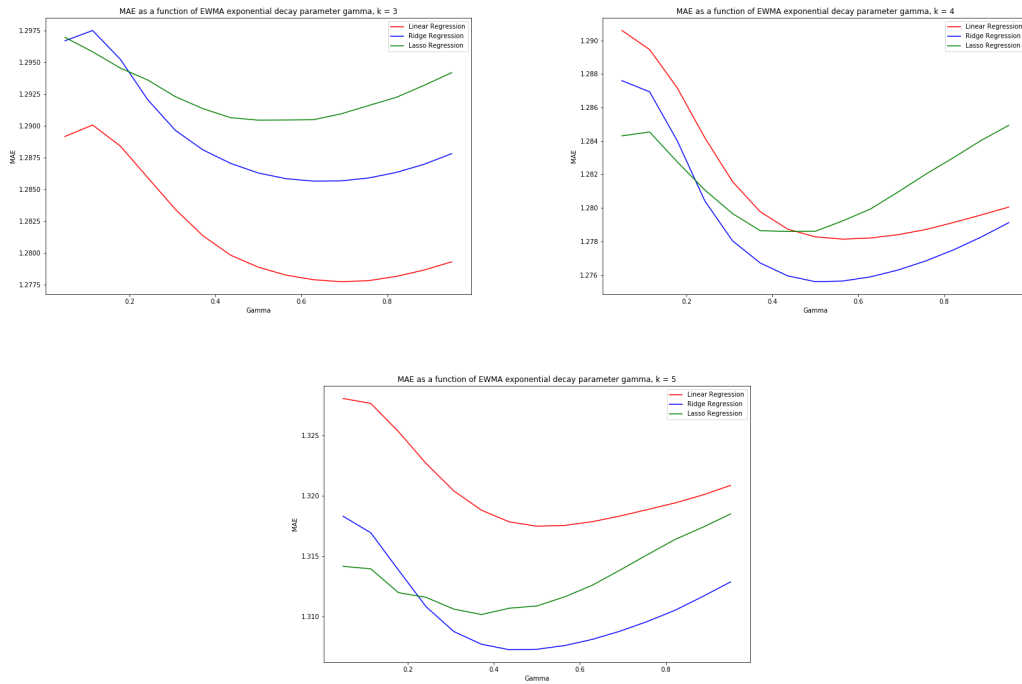 MAE as a function of EWMA exponential decay parameter gamma, k = 3
Linear Regression
Ridge Regression
Lasso Regression
1.2975
1.2950
1.2925
1.2900
1.2875
1.2850
1.2825
1.2800
1.2775
MAE
0.2
0.4
0.6
0.8
Gamma
MAE as a function of EWMA exponential decay parameter gamma, k = 4
Linear Regression
Ridge Regression
Lasso Regression
1.290
1.288
1.286
1.284
1.282
1.280
1.278
1.276
MAE
0.2
0.4
0.6
0.8
Gamma
MAE as a function of EWMA exponential decay parameter gamma, k = 5
Linear Regression
Ridge Regression
Lasso Regression
1.325
1.320
1.315
1.310
MAE
0.2
0.4
0.6
0.8
Gamma